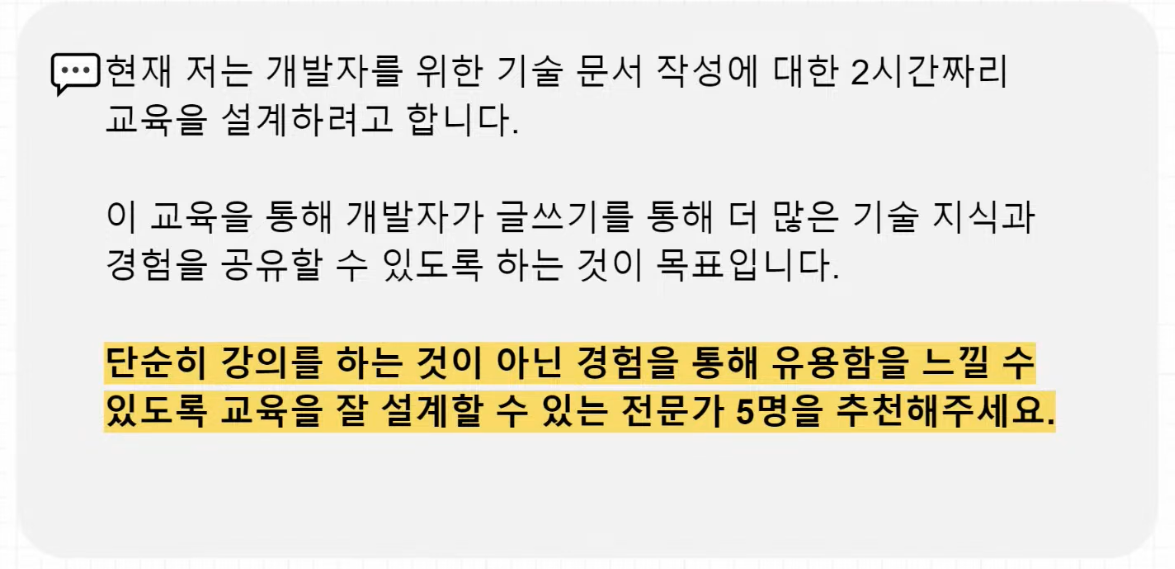 현재 저는 개발자를 위한 기술 문서 작성에 대한 2시간짜리
교육을 설계하려고 합니다.
이 교육을 통해 개발자가 글쓰기를 통해 더 많은 기술 지식과
경험을 공유할 수 있도록 하는 것이 목표입니다.
단순히 강의를 하는 것이 아닌 경험을 통해 유용함을 느낄 수
있도록 교육을 잘 설계할 수 있는 전문가 5명을 추천해주세요.